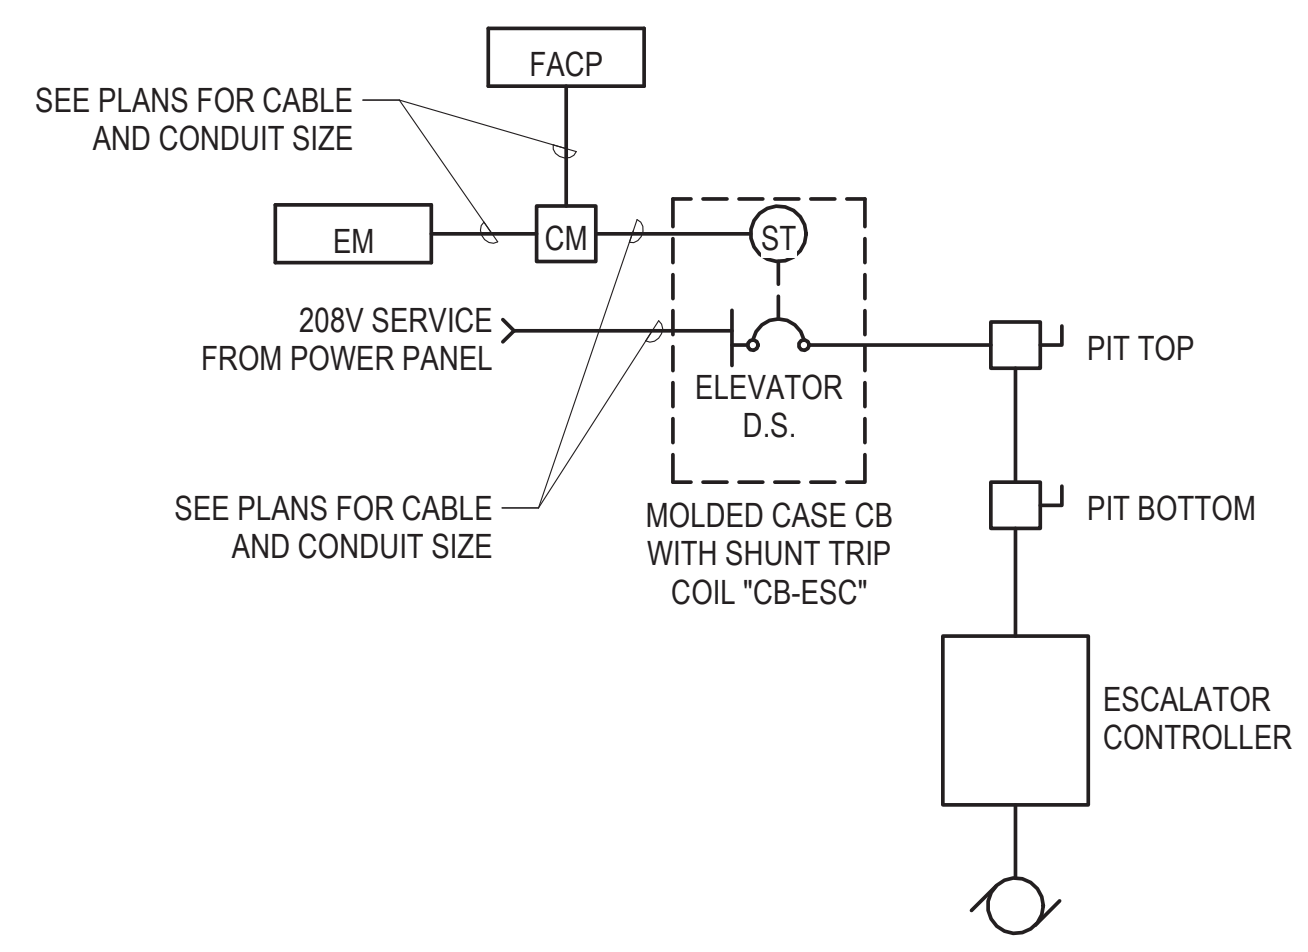 FACP
SEE PLANS FOR CABLE
AND CONDUIT SIZE
EM
CM
ST
208V SERVICE
FROM POWER PANEL
ELEVATOR
D.S.
PIT TOP
SEE PLANS FOR CABLE
AND CONDUIT SIZE
MOLDED CASE CB
WITH SHUNT TRIP
COIL "CB-ESC"
PIT BOTTOM
ESCALATOR
CONTROLLER